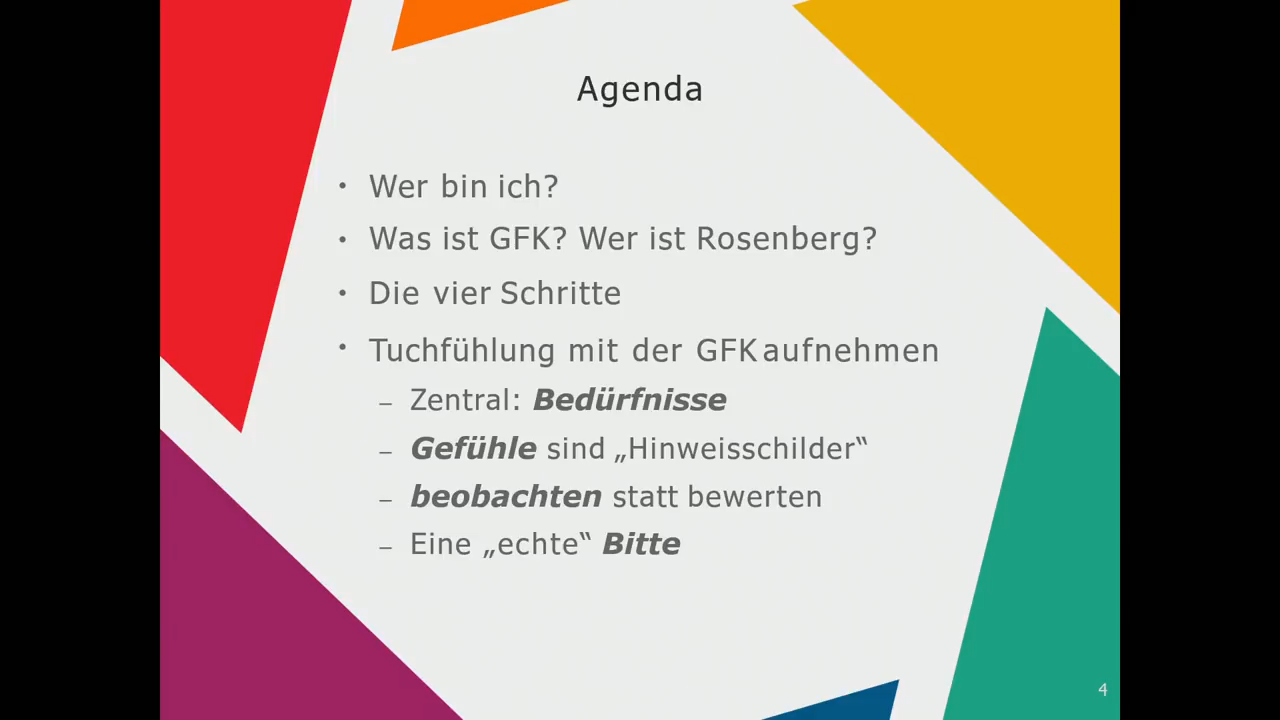 Agenda
• Wer bin ich?
• Was ist GFK? Wer ist Rosenberg?
• Die vier Schritte
• Tuchfühlung mit der GFK aufnehmen
– Zentral: Bedürfnisse
– Gefühle sind „Hinweisschilder“
– beobachten statt bewerten
– Eine „echte“ Bitte
4